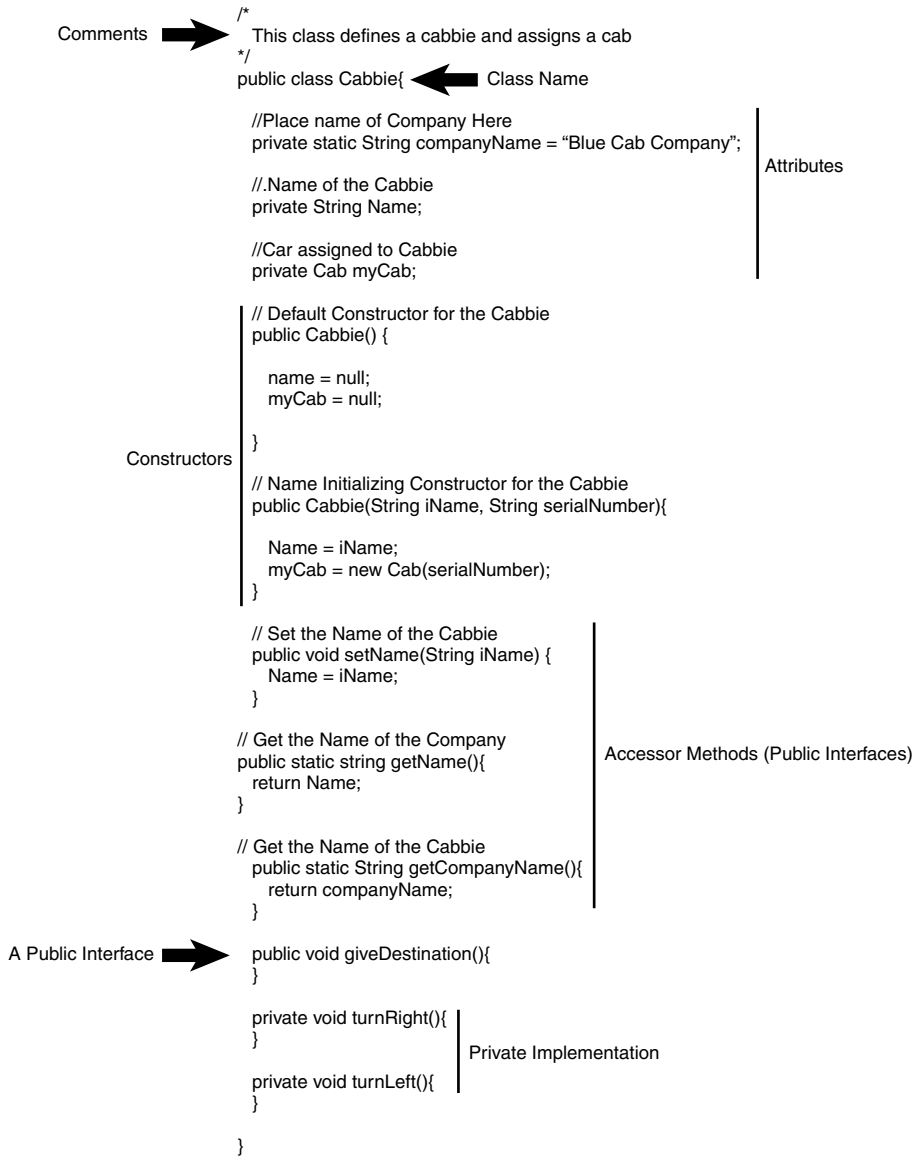 /*
Comments This class defines a cabbie and assigns a cab
*/
public class Cabbie{ Class Name
//Place name of Company Here
private static String companyName = “Blue Cab Company”;
Attributes
//.Name of the Cabbie
private String Name;
//Car assigned to Cabbie
private Cab myCab;
// Default Constructor for the Cabbie
public Cabbie() {
name = null;
myCab = null;
}
Constructors
// Name Initializing Constructor for the Cabbie
public Cabbie(String iName, String serialNumber){
Name = iName;
myCab = new Cab(serialNumber);
}
// Set the Name of the Cabbie
public void setName(String iName) {
Name = iName;
}
// Get the Name of the Company
public static string getName(){
return Name;
}
Accessor Methods (Public Interfaces)
// Get the Name of the Cabbie
public static String getCompanyName(){
return companyName;
}
A Public Interface public void giveDestination(){
}
private void turnRight(){
}
Private Implementation
private void turnLeft(){
}
}